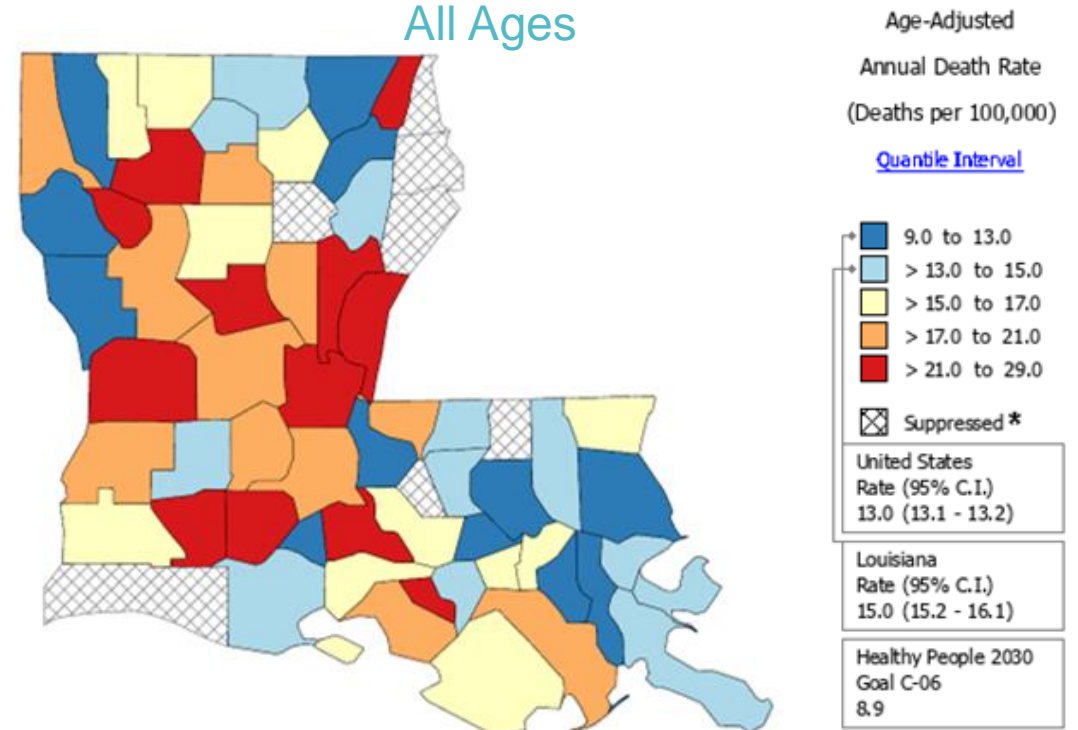 All Ages
Age-Adjusted
Annual Death Rate
(Deaths per 100,000)
Quantile Interval
9.0 to 13.0
> 13.0 to 15.0
> 15.0 to 17.0
> 17.0 to 21.0
> 21.0 to 29.0
Suppressed *
United States
Rate (95% C.I.)
13.0 (13.1 - 13.2)
Louisiana
Rate (95% C.I.)
15.0 (15.2 - 16.1)
Healthy People 2030
Goal C-06
8.9